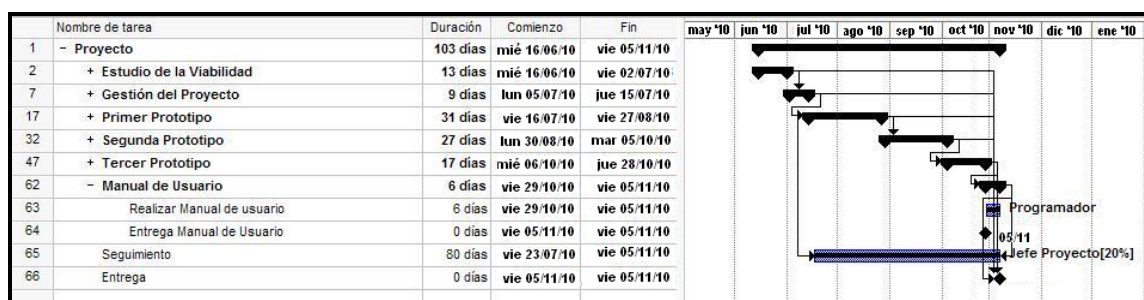 Nombre de tarea Duración Comienzo Fin may '10 jun '10 jul '10 ago '10 sep '10 oct '10 nov '10 dic '10 ene '10
1 - Proyecto 103 días mié 16/06/10 vie 05/11/10
2 + Estudio de la Viabilidad 13 días mié 16/06/10 vie 02/07/10
7 + Gestión del Proyecto 9 días lun 05/07/10 jue 15/07/10
17 + Primer Prototipo 31 días vie 16/07/10 vie 27/08/10
32 + Segunda Prototipo 27 días lun 30/08/10 mar 05/10/10
47 + Tercer Prototipo 17 días mié 06/10/10 jue 28/10/10
62 - Manual de Usuario 6 días vie 29/10/10 vie 05/11/10
63 Realizar Manual de usuario 6 días vie 29/10/10 vie 05/11/10 Programador
64 Entrega Manual de Usuario 0 días vie 05/11/10 vie 05/11/10 05/11
65 Seguimiento 80 días vie 23/07/10 vie 05/11/10 Jefe Proyecto[20%]
66 Entrega 0 días vie 05/11/10 vie 05/11/10